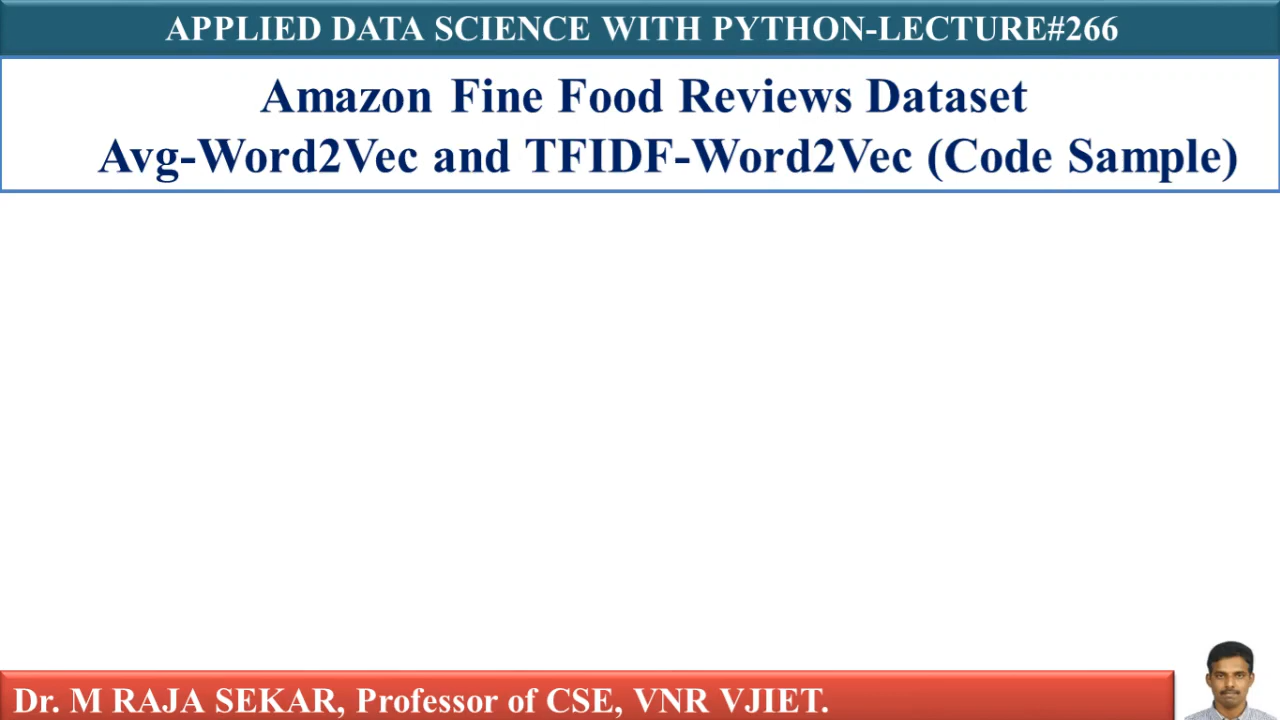 APPLIED DATA SCIENCE WITH PYTHON-LECTURE#266
Amazon Fine Food Reviews Dataset
Avg-Word2Vec and TFIDF-Word2Vec (Code Sample)
Dr. M RAJA SEKAR, Professor of CSE, VNR VJIET.